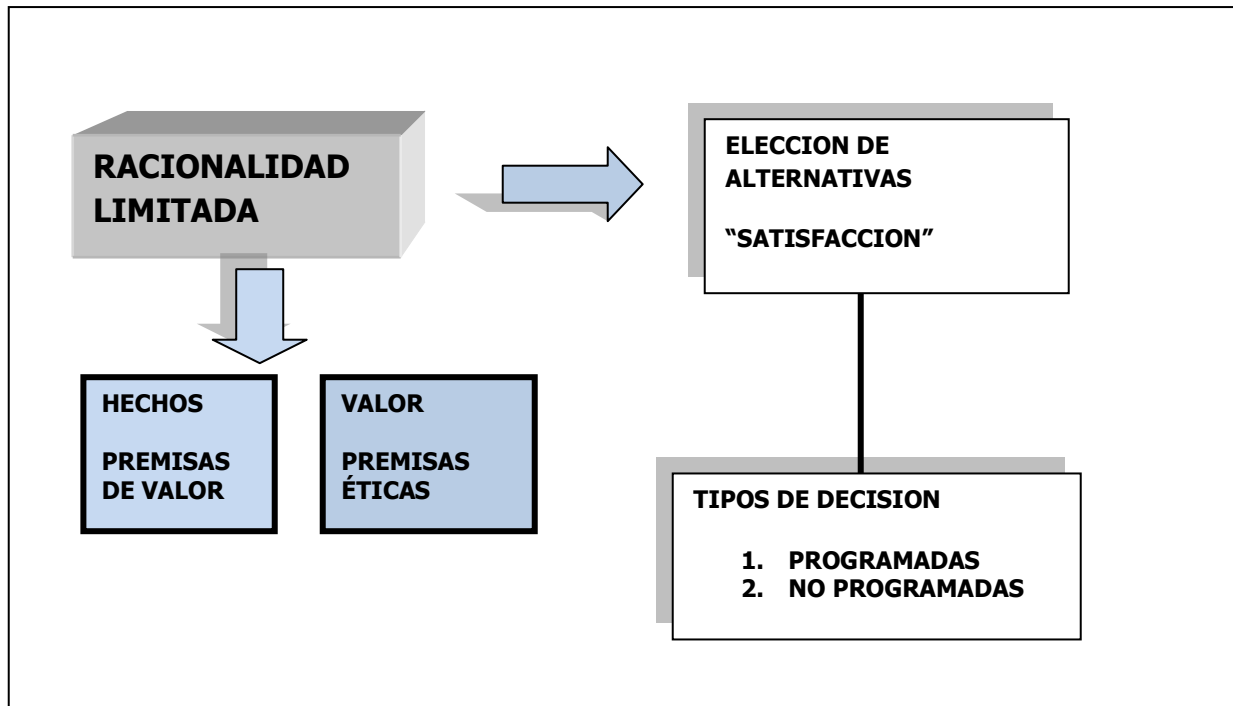 RACIONALIDAD
LIMITADA
ELECCION DE
ALTERNATIVAS
“SATISFACCION”
HECHOS
PREMISAS
DE VALOR
VALOR
PREMISAS
ÉTICAS
TIPOS DE DECISION
1. PROGRAMADAS
2. NO PROGRAMADAS